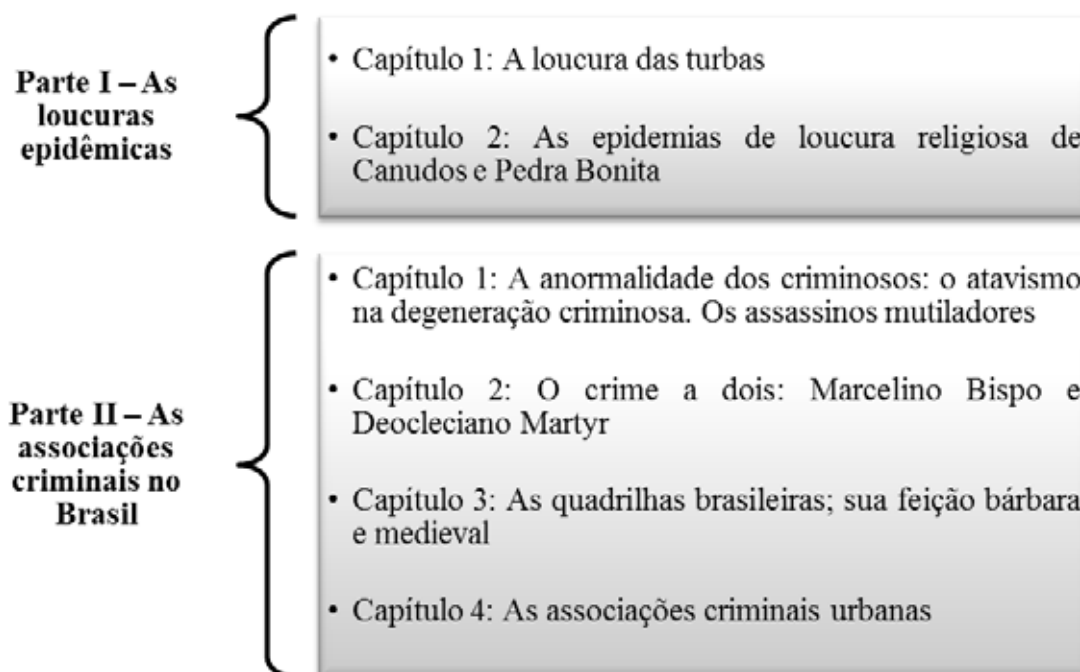 Parte I – As
loucuras
epidêmicas
• Capítulo 1: A loucura das turbas
• Capítulo 2: As epidemias de loucura religiosa de
Canudos e Pedra Bonita
Parte II – As
associações
criminais no
Brasil
• Capítulo 1: A anormalidade dos criminosos: o atavismo
na degeneração criminosa. Os assassinos mutiladores
• Capítulo 2: O crime a dois: Marcelino Bispo e
Deocleciano Martyr
• Capítulo 3: As quadrilhas brasileiras; sua feição bárbara
e medieval
• Capítulo 4: As associações criminais urbanas